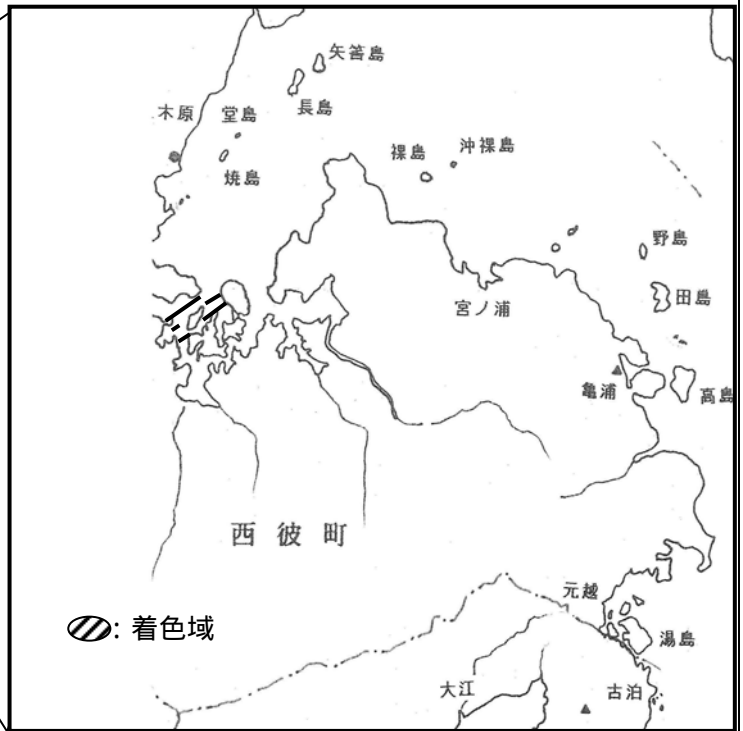 矢筈島
長島
木原
堂島
焼島
裸島
沖裸島
野島
田島
宮ノ浦
亀浦
高島
西彼町
元越
湯島
大江
古泊
: 着色域